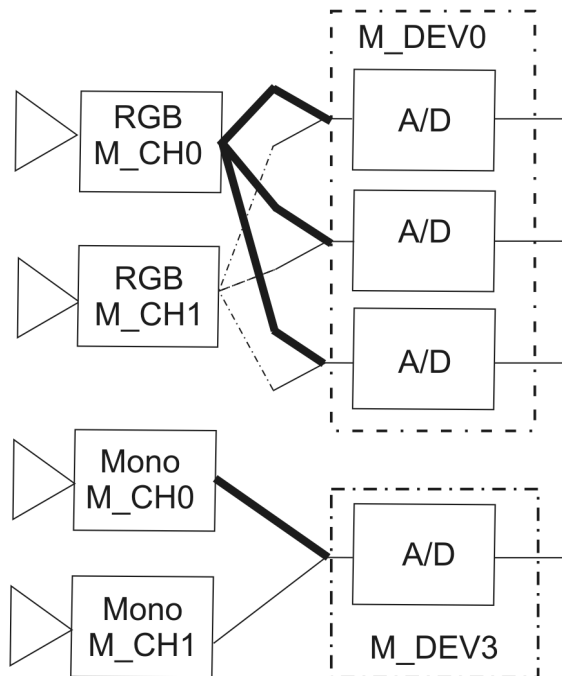 M_DEV0
RGB
M_CH0
A/D
A/D
RGB
M_CH1
A/D
Mono
M_CH0
A/D
Mono
M_CH1
M_DEV3